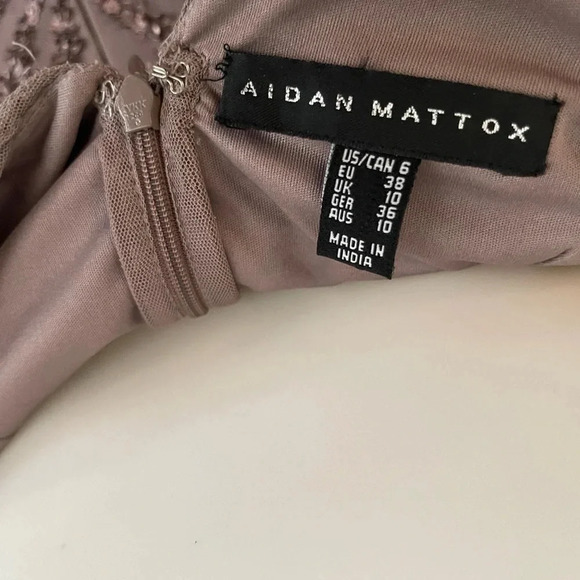 AIDAN MATTOX
US/CAN 6
EU 38
UK 10
GER 36
AUS 10
MADE IN
INDIA